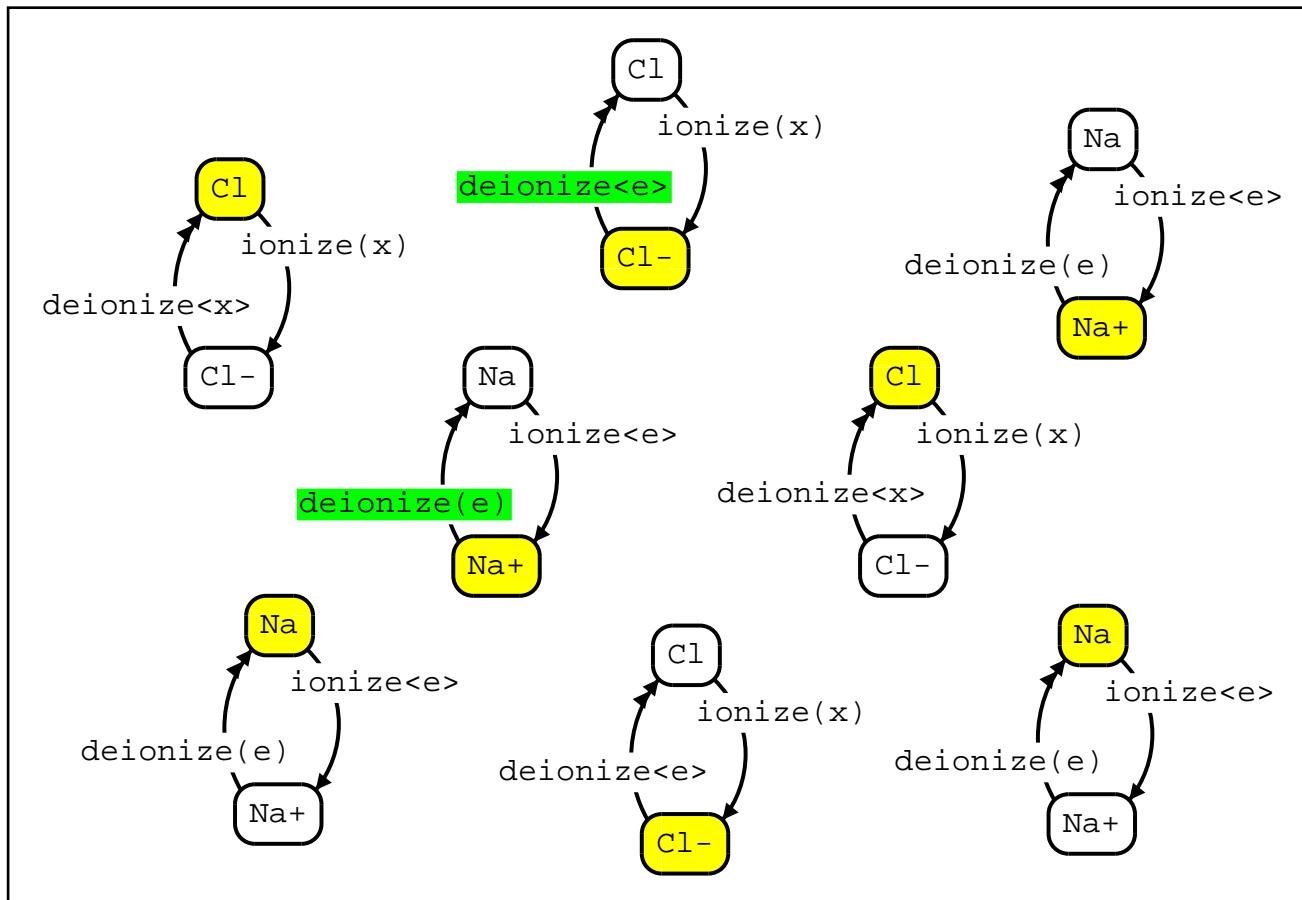 Cl
ionize(x)
deionize<e>
Cl-
Na
ionize<e>
deionize(e)
Na+
Cl
ionize(x)
deionize<x>
Cl-
Na
ionize<e>
deionize(e)
Na+
Cl
ionize(x)
deionize<x>
Cl-
Na
ionize<e>
deionize(e)
Na+
Cl
ionize(x)
deionize<e>
Cl-
Na
ionize<e>
deionize(e)
Na+